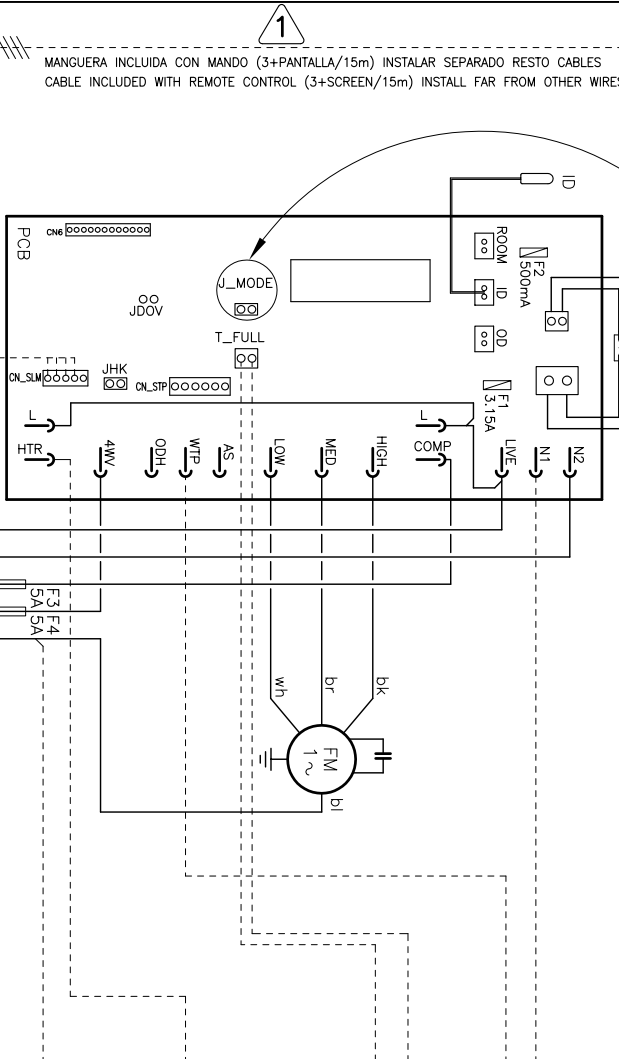 1
MANGUERA INCLUIDA CON MANDO (3+PANTALLA/15m) INSTALAR SEPARADO RESTO CABLES
CABLE INCLUDED WITH REMOTE CONTROL (3+SCREEN/15m) INSTALL FAR FROM OTHER WIRES
ID
PCB
CN6
ROOM
F2
500mA
J_MODE
ID
JDOV
T_FULL
OD
CN_SLM
JHK
CN_STP
F1
3.15A
L
L
HTR
4WV
ODH
WTP
AS
LOW
MED
HIGH
COMP
LIVE
N1
N2
F3
5A
F4
5A
wh
br
bk
FM
1 ~
bl